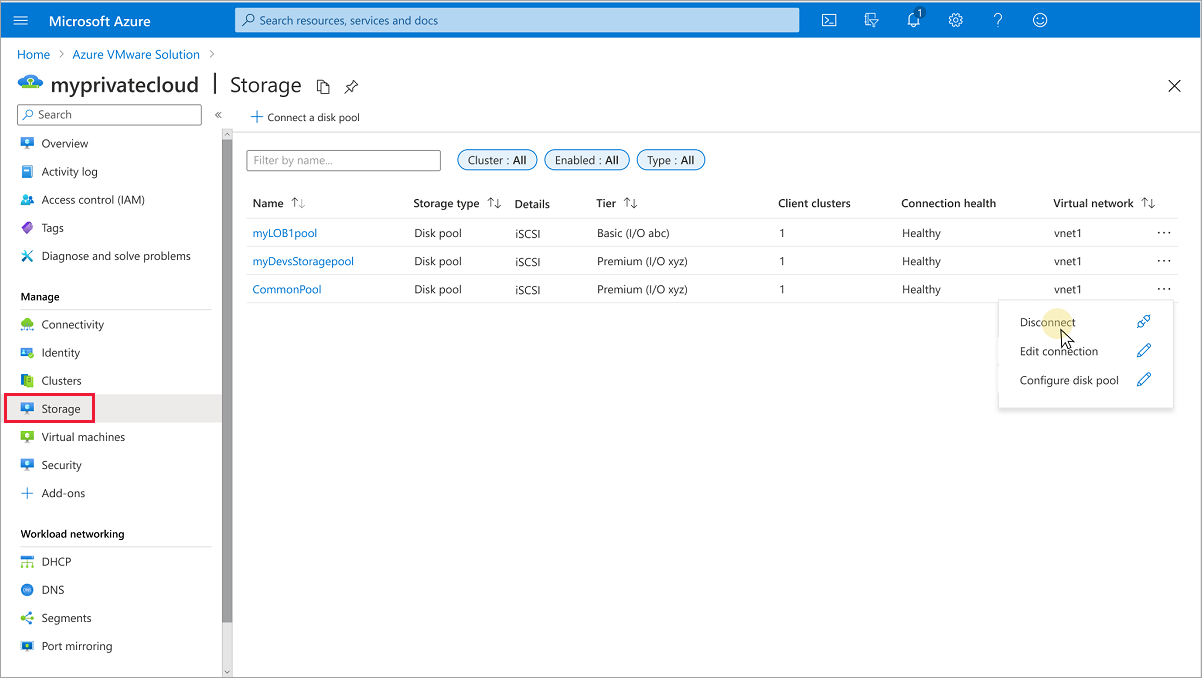 Microsoft Azure
Search resources, services and docs
1
Home > Azure VMware Solution >
myprivatecloud | Storage
Search
«
+ Connect a disk pool
Overview
Activity log
Access control (IAM)
Tags
Diagnose and solve problems
Manage
Connectivity
Identity
Clusters
Storage
Virtual machines
Security
Add-ons
Workload networking
DHCP
DNS
Segments
Port mirroring
Filter by name...
Cluster : All
Enabled : All
Type : All
Name Storage type Details Tier Client clusters Connection health Virtual network
myLOB1pool Disk pool iSCSI Basic (I/O abc) 1 Healthy vnet1 ...
myDevsStoragepool Disk pool iSCSI Premium (I/O xyz) 1 Healthy vnet1 ...
CommonPool Disk pool iSCSI Premium (I/O xyz) 1 Healthy vnet1 ...
Disconnect
Edit connection
Configure disk pool